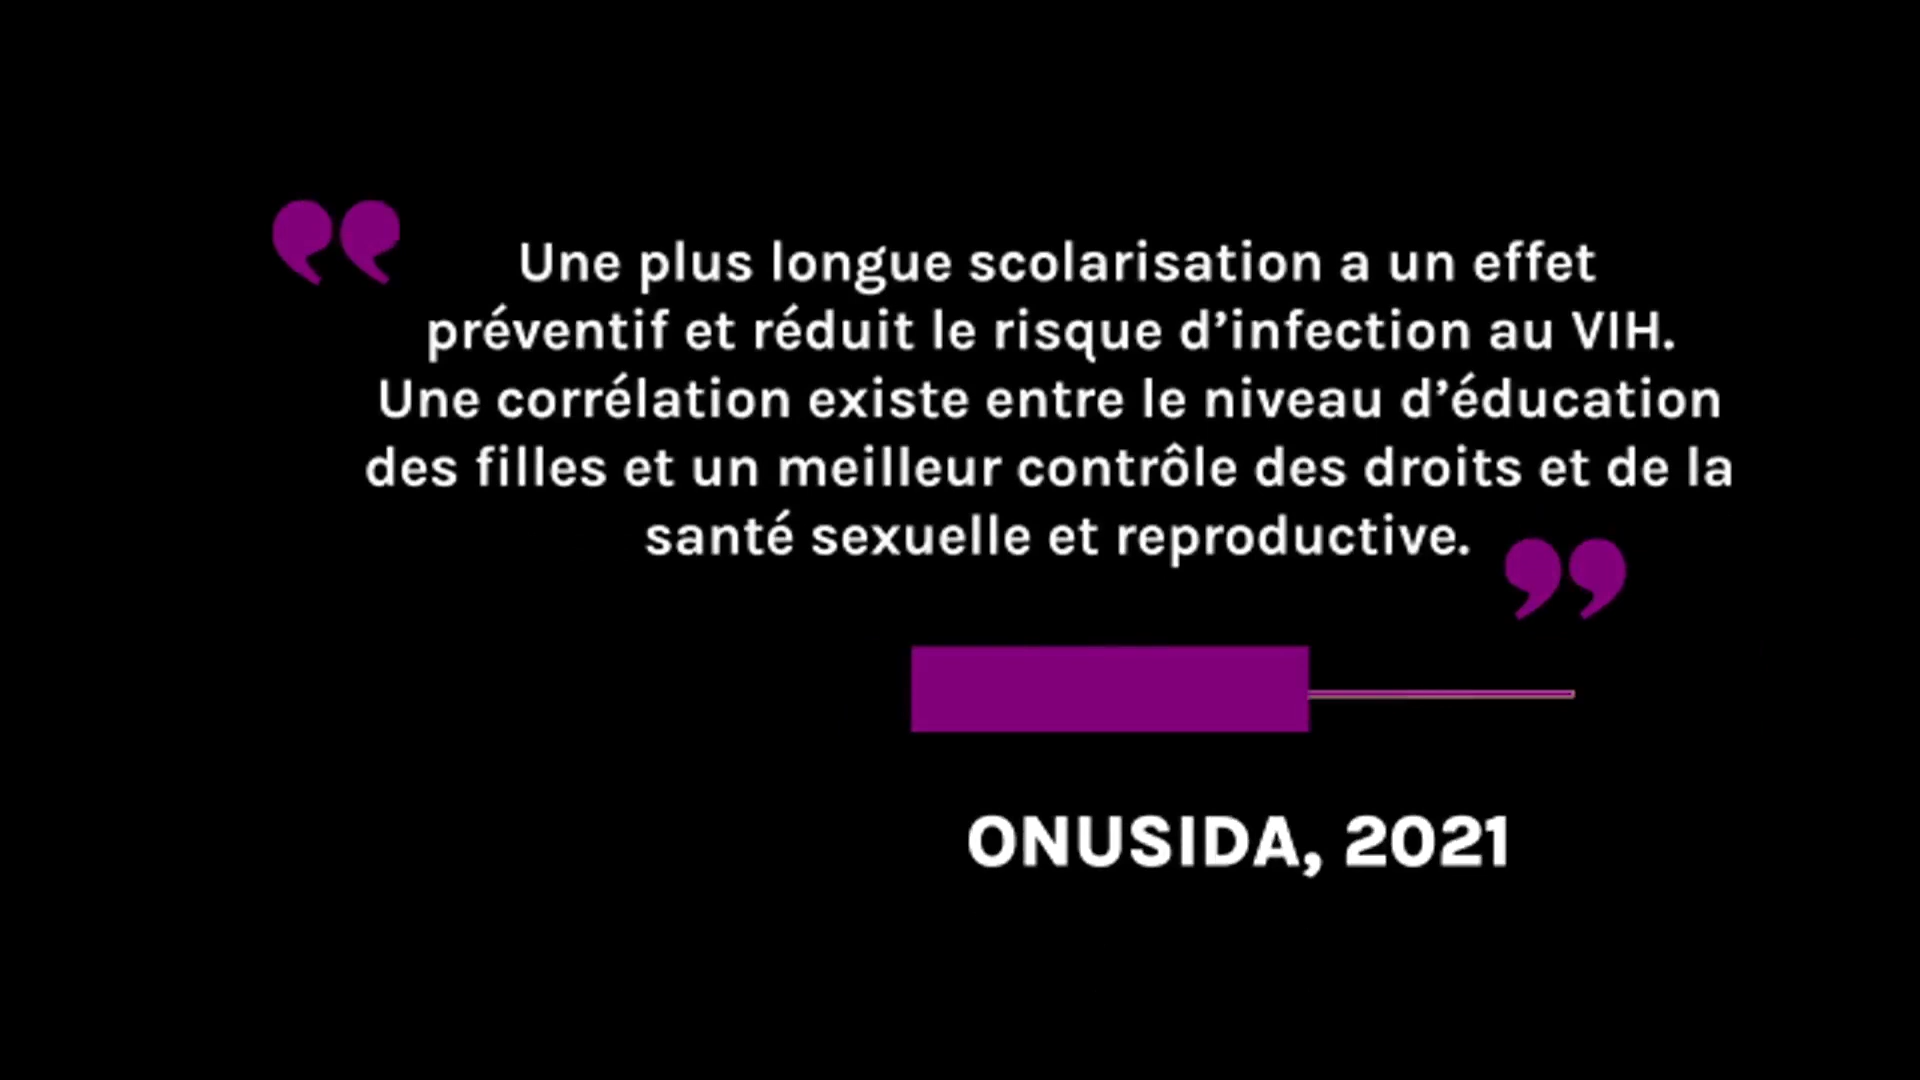 Une plus longue scolarisation a un effet
préventif et réduit le risque d’infection au VIH.
Une corrélation existe entre le niveau d’éducation
des filles et un meilleur contrôle des droits et de la
santé sexuelle et reproductive.
ONUSIDA, 2021